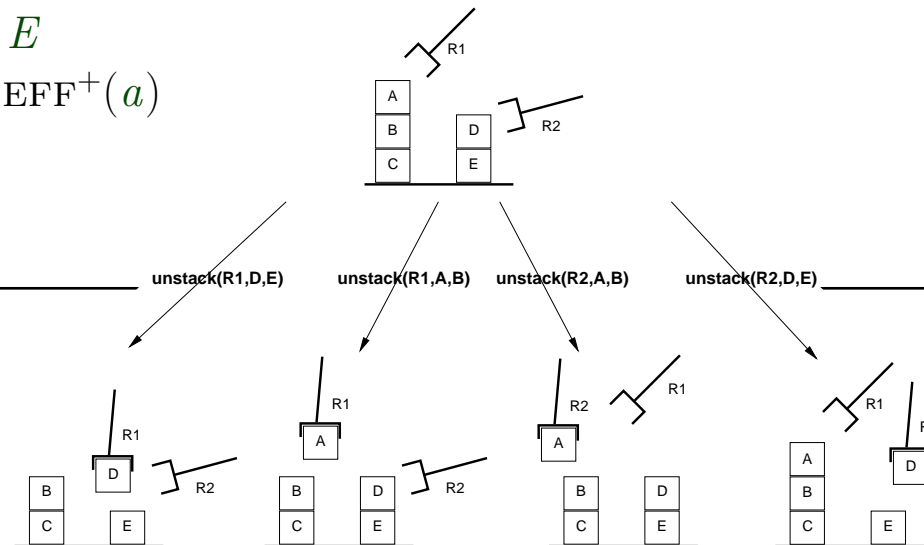 E
EFF⁺(a)
R1
A
R2
B
D
C
E
unstack(R1,D,E)
unstack(R1,A,B)
unstack(R2,A,B)
unstack(R2,D,E)
R1
D
R2
B
C
E
R1
A
B
D
R2
C
E
R2
R1
A
B
D
C
E
R1
A
D
B
C
E